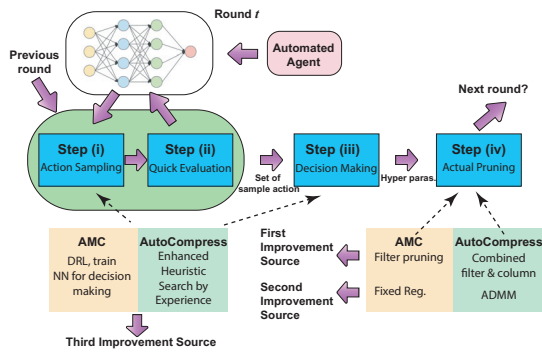 Round t
Previous
round
Automated
Agent
Next round?
Step (i)
Action Sampling
Step (ii)
Quick Evaluation
Set of
sample action
Step (iii)
Decision Making
Hyper paras.
Step (iv)
Actual Pruning
AMC
DRL, train
NN for decision
making
AutoCompress
Enhanced
Heuristic
Search by
Experience
Third Improvement Source
First
Improvement
Source
Second
Improvement
Source
AMC
Filter pruning
Fixed Reg.
AutoCompress
Combined
filter & column
ADMM